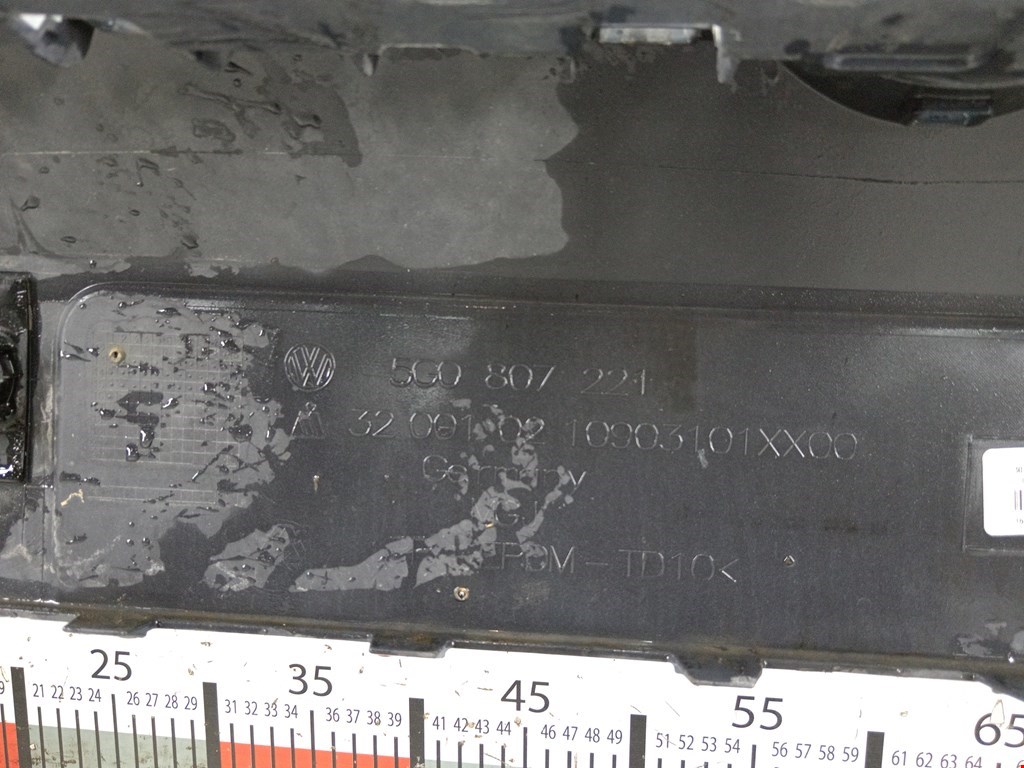 5G0 807 221
32 001 02 10903101XX00
Germany
TD10<
25 35 45 55 65
21 22 23 24 26 27 28 29 31 32 33 34 36 37 38 39 41 42 43 44 46 47 48 49 51 52 53 54 56 57 58 59 61 62 63 64